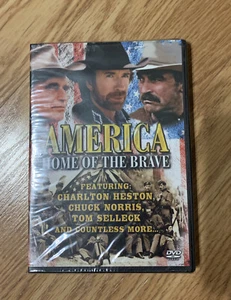 AMERICA
HOME OF THE BRAVE
FEATURING:
CHARLTON HESTON,
CHUCK NORRIS,
TOM SELLECK
AND COUNTLESS MORE...
DVD